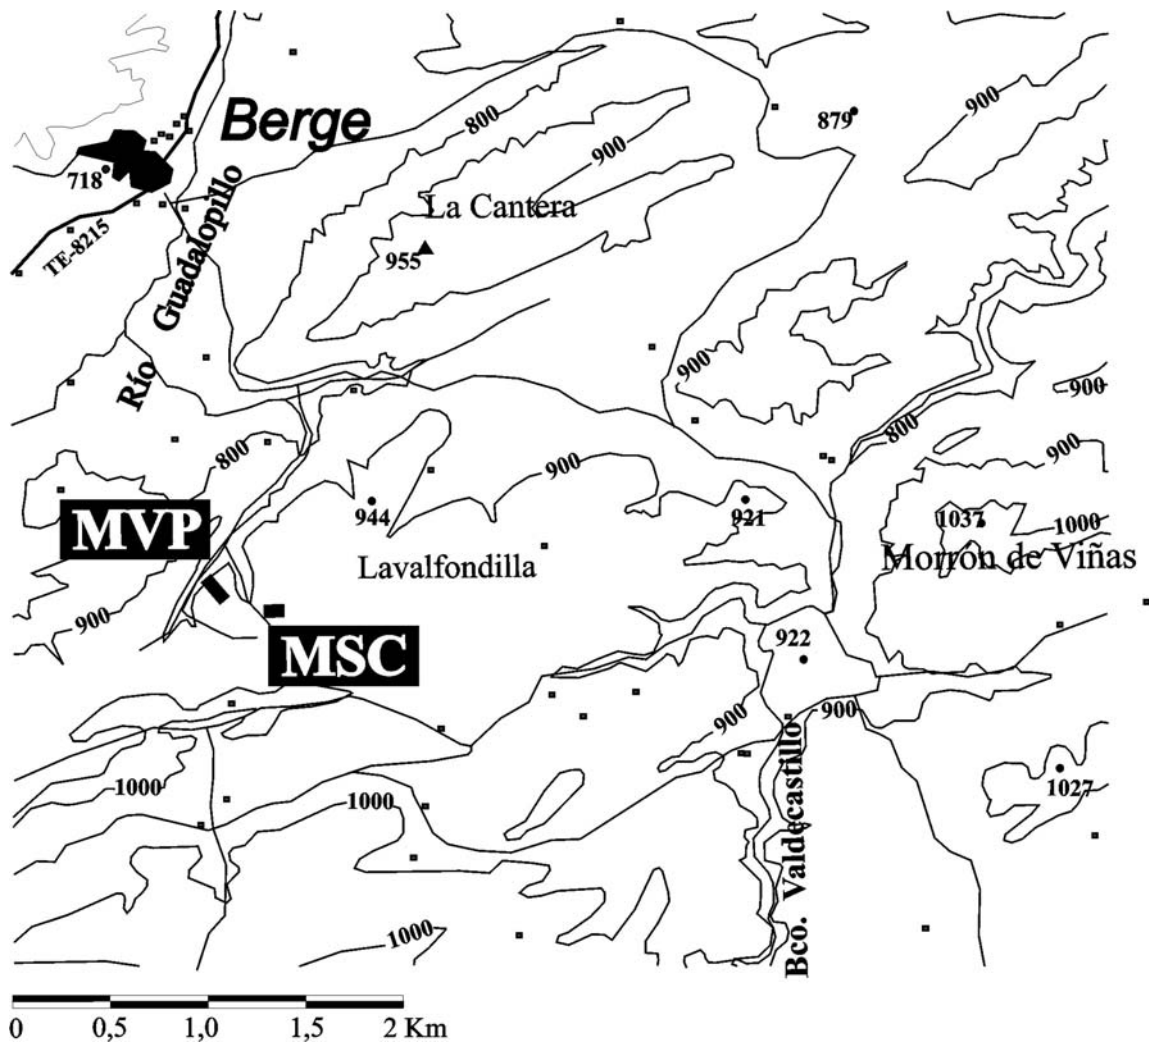 Berge
800
900
879
900
718
Río Guadalopillo
La Cantera
TE-8215
955
900
900
800
800
900
900
MVP
944
921
1037
1000
Lavalfondilla
Morrón de Viñas
900
MSC
922
900
900
1000
1000
1027
Bco. Valdecastillo
1000
0 0,5 1,0 1,5 2 Km